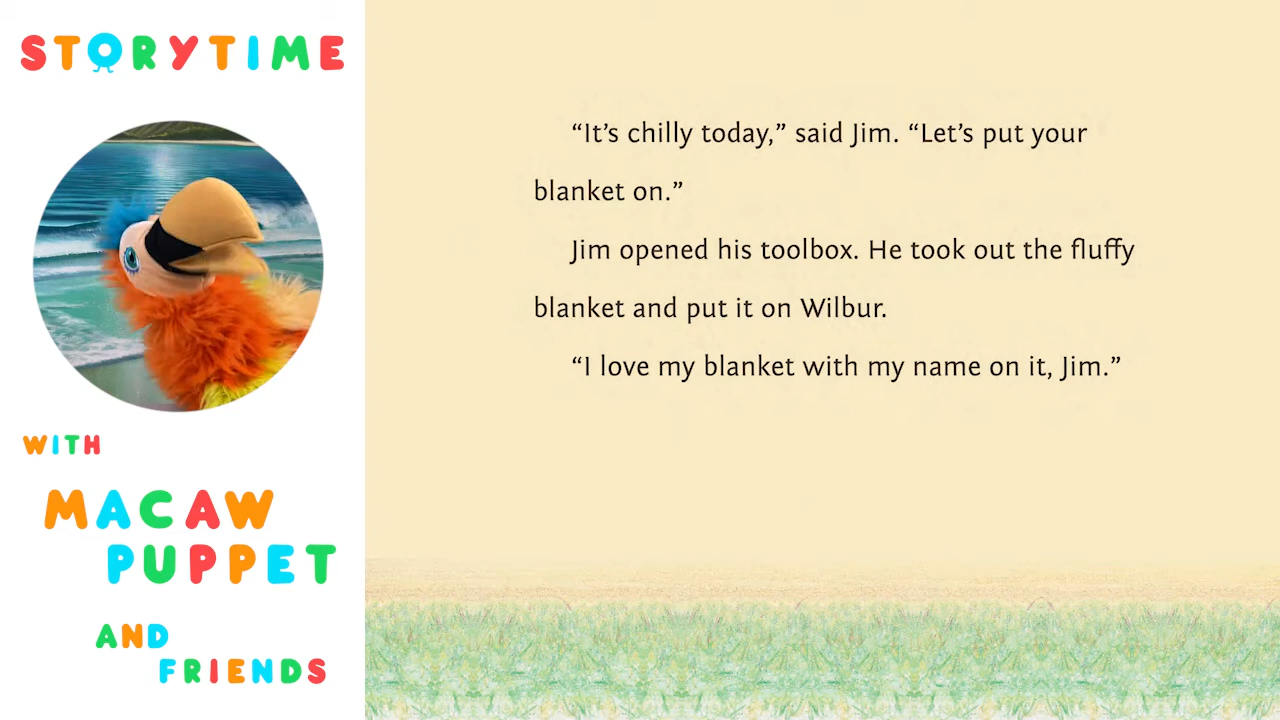 STORYTIME
WITH
MACAW
PUPPET
AND
FRIENDS
“It’s chilly today,” said Jim. “Let’s put your
blanket on.”
Jim opened his toolbox. He took out the fluffy
blanket and put it on Wilbur.
“I love my blanket with my name on it, Jim.”